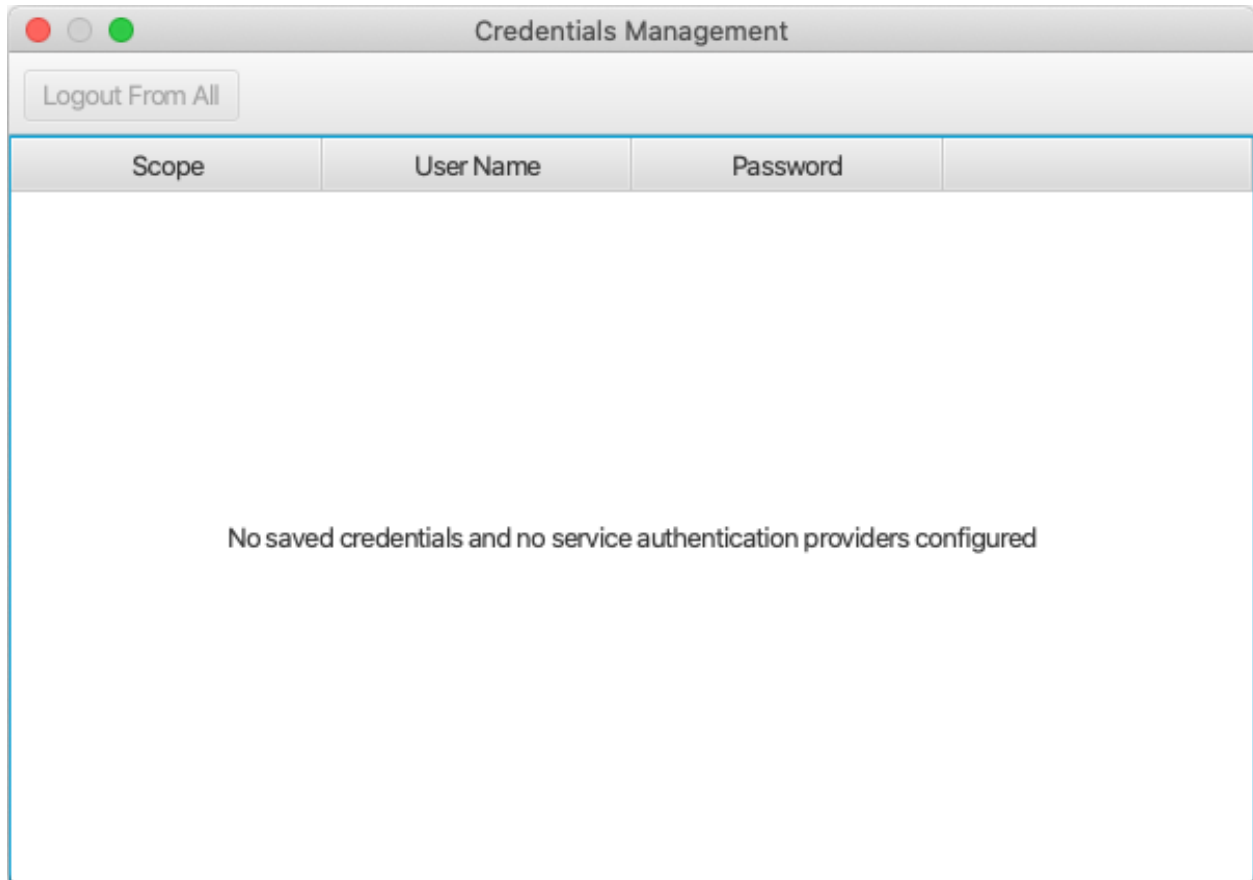 Credentials Management
Logout From All
Scope User Name Password
No saved credentials and no service authentication providers configured